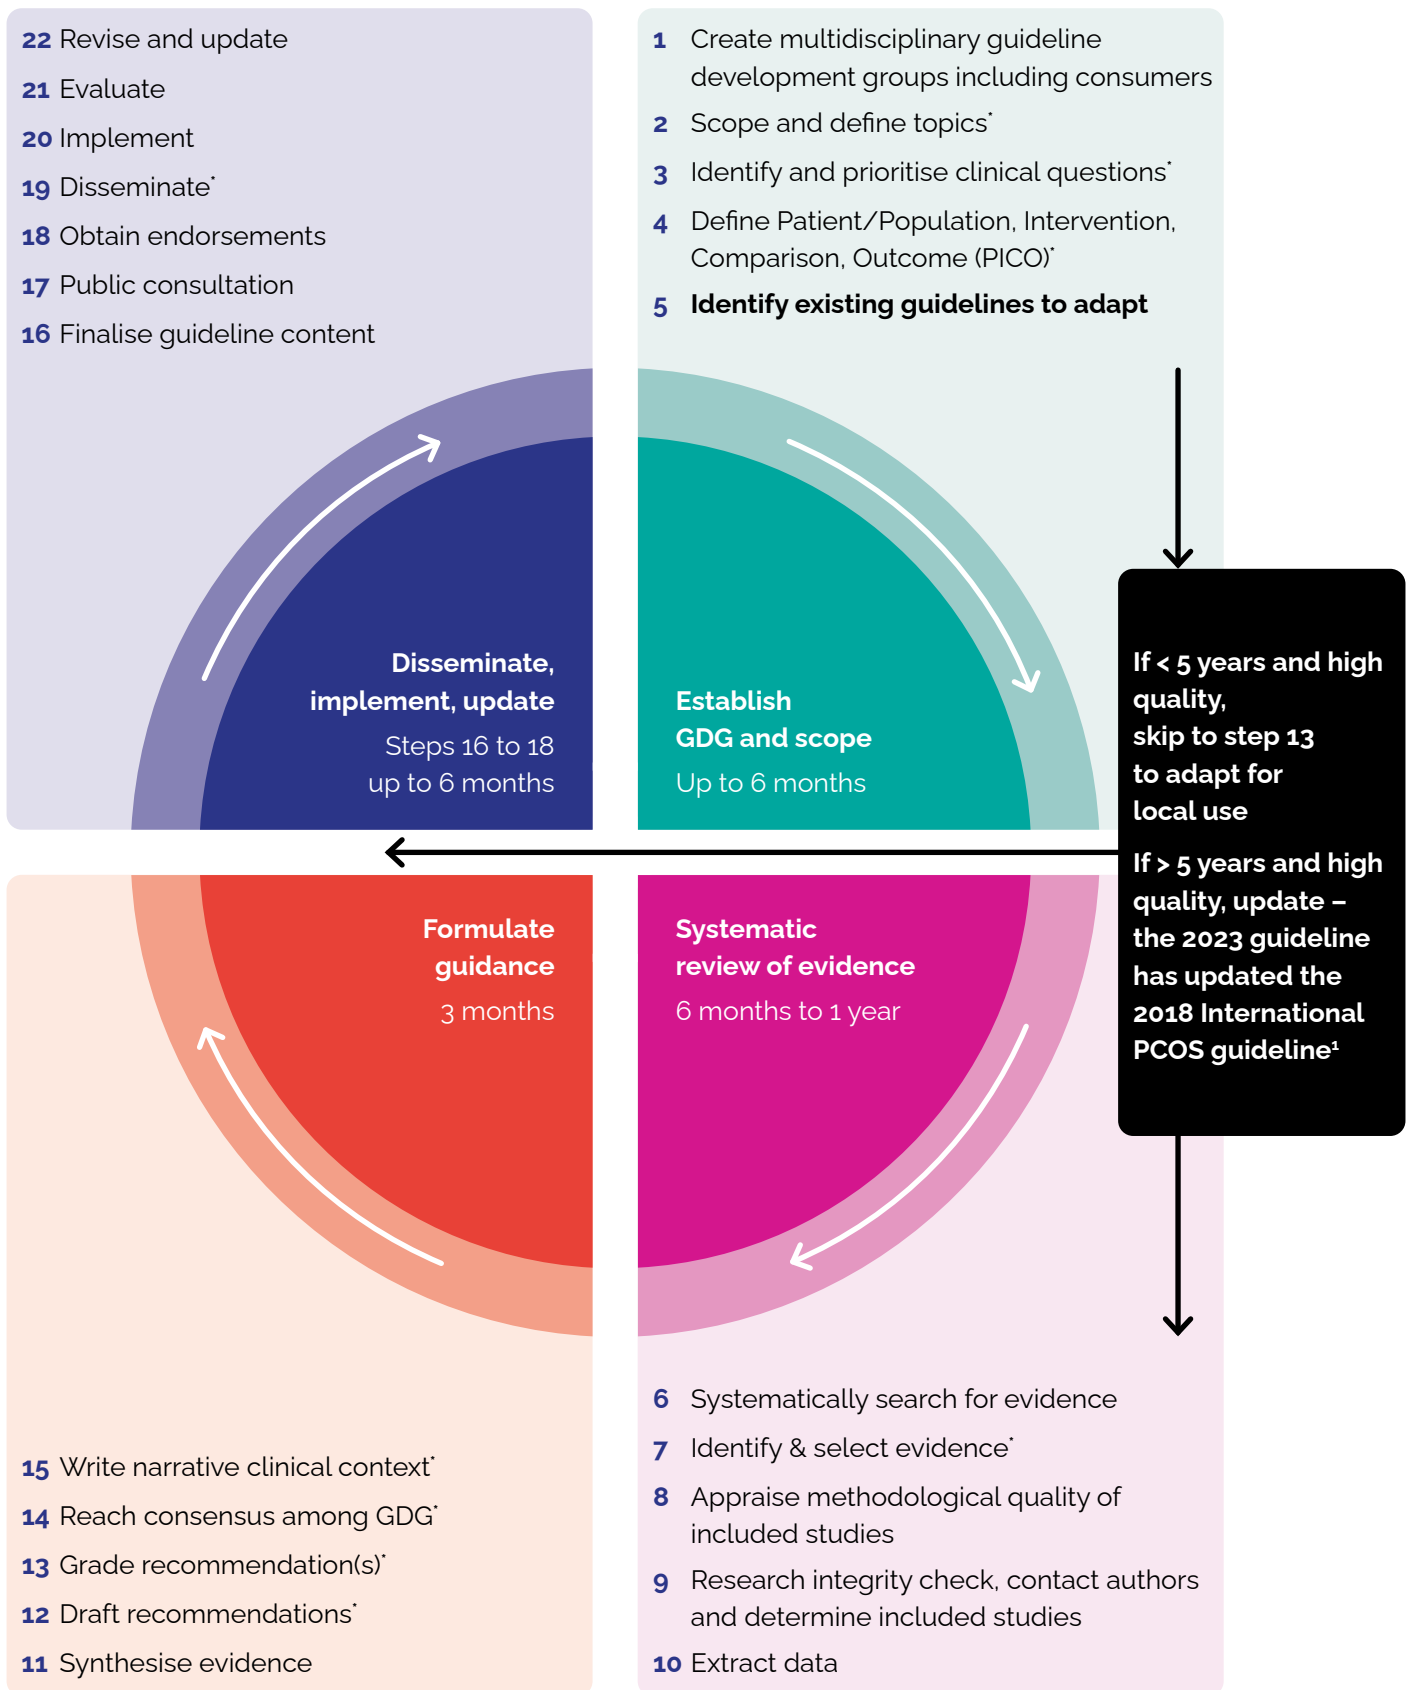 22 Revise and update
21 Evaluate
20 Implement
19 Disseminate*
18 Obtain endorsements
17 Public consultation
16 Finalise guideline content
1 Create multidisciplinary guideline
development groups including consumers
2 Scope and define topics*
3 Identify and prioritise clinical questions*
4 Define Patient/Population, Intervention,
Comparison, Outcome (PICO)*
5 Identify existing guidelines to adapt
Disseminate,
implement, update
Steps 16 to 18
up to 6 months
Establish
GDG and scope
Up to 6 months
If < 5 years and high
quality,
skip to step 13
to adapt for
local use
If > 5 years and high
quality, update –
the 2023 guideline
has updated the
2018 International
PCOS guideline¹
Formulate
guidance
3 months
Systematic
review of evidence
6 months to 1 year
15 Write narrative clinical context*
14 Reach consensus among GDG*
13 Grade recommendation(s)*
12 Draft recommendations*
11 Synthesise evidence
6 Systematically search for evidence
7 Identify & select evidence*
8 Appraise methodological quality of
included studies
9 Research integrity check, contact authors
and determine included studies
10 Extract data